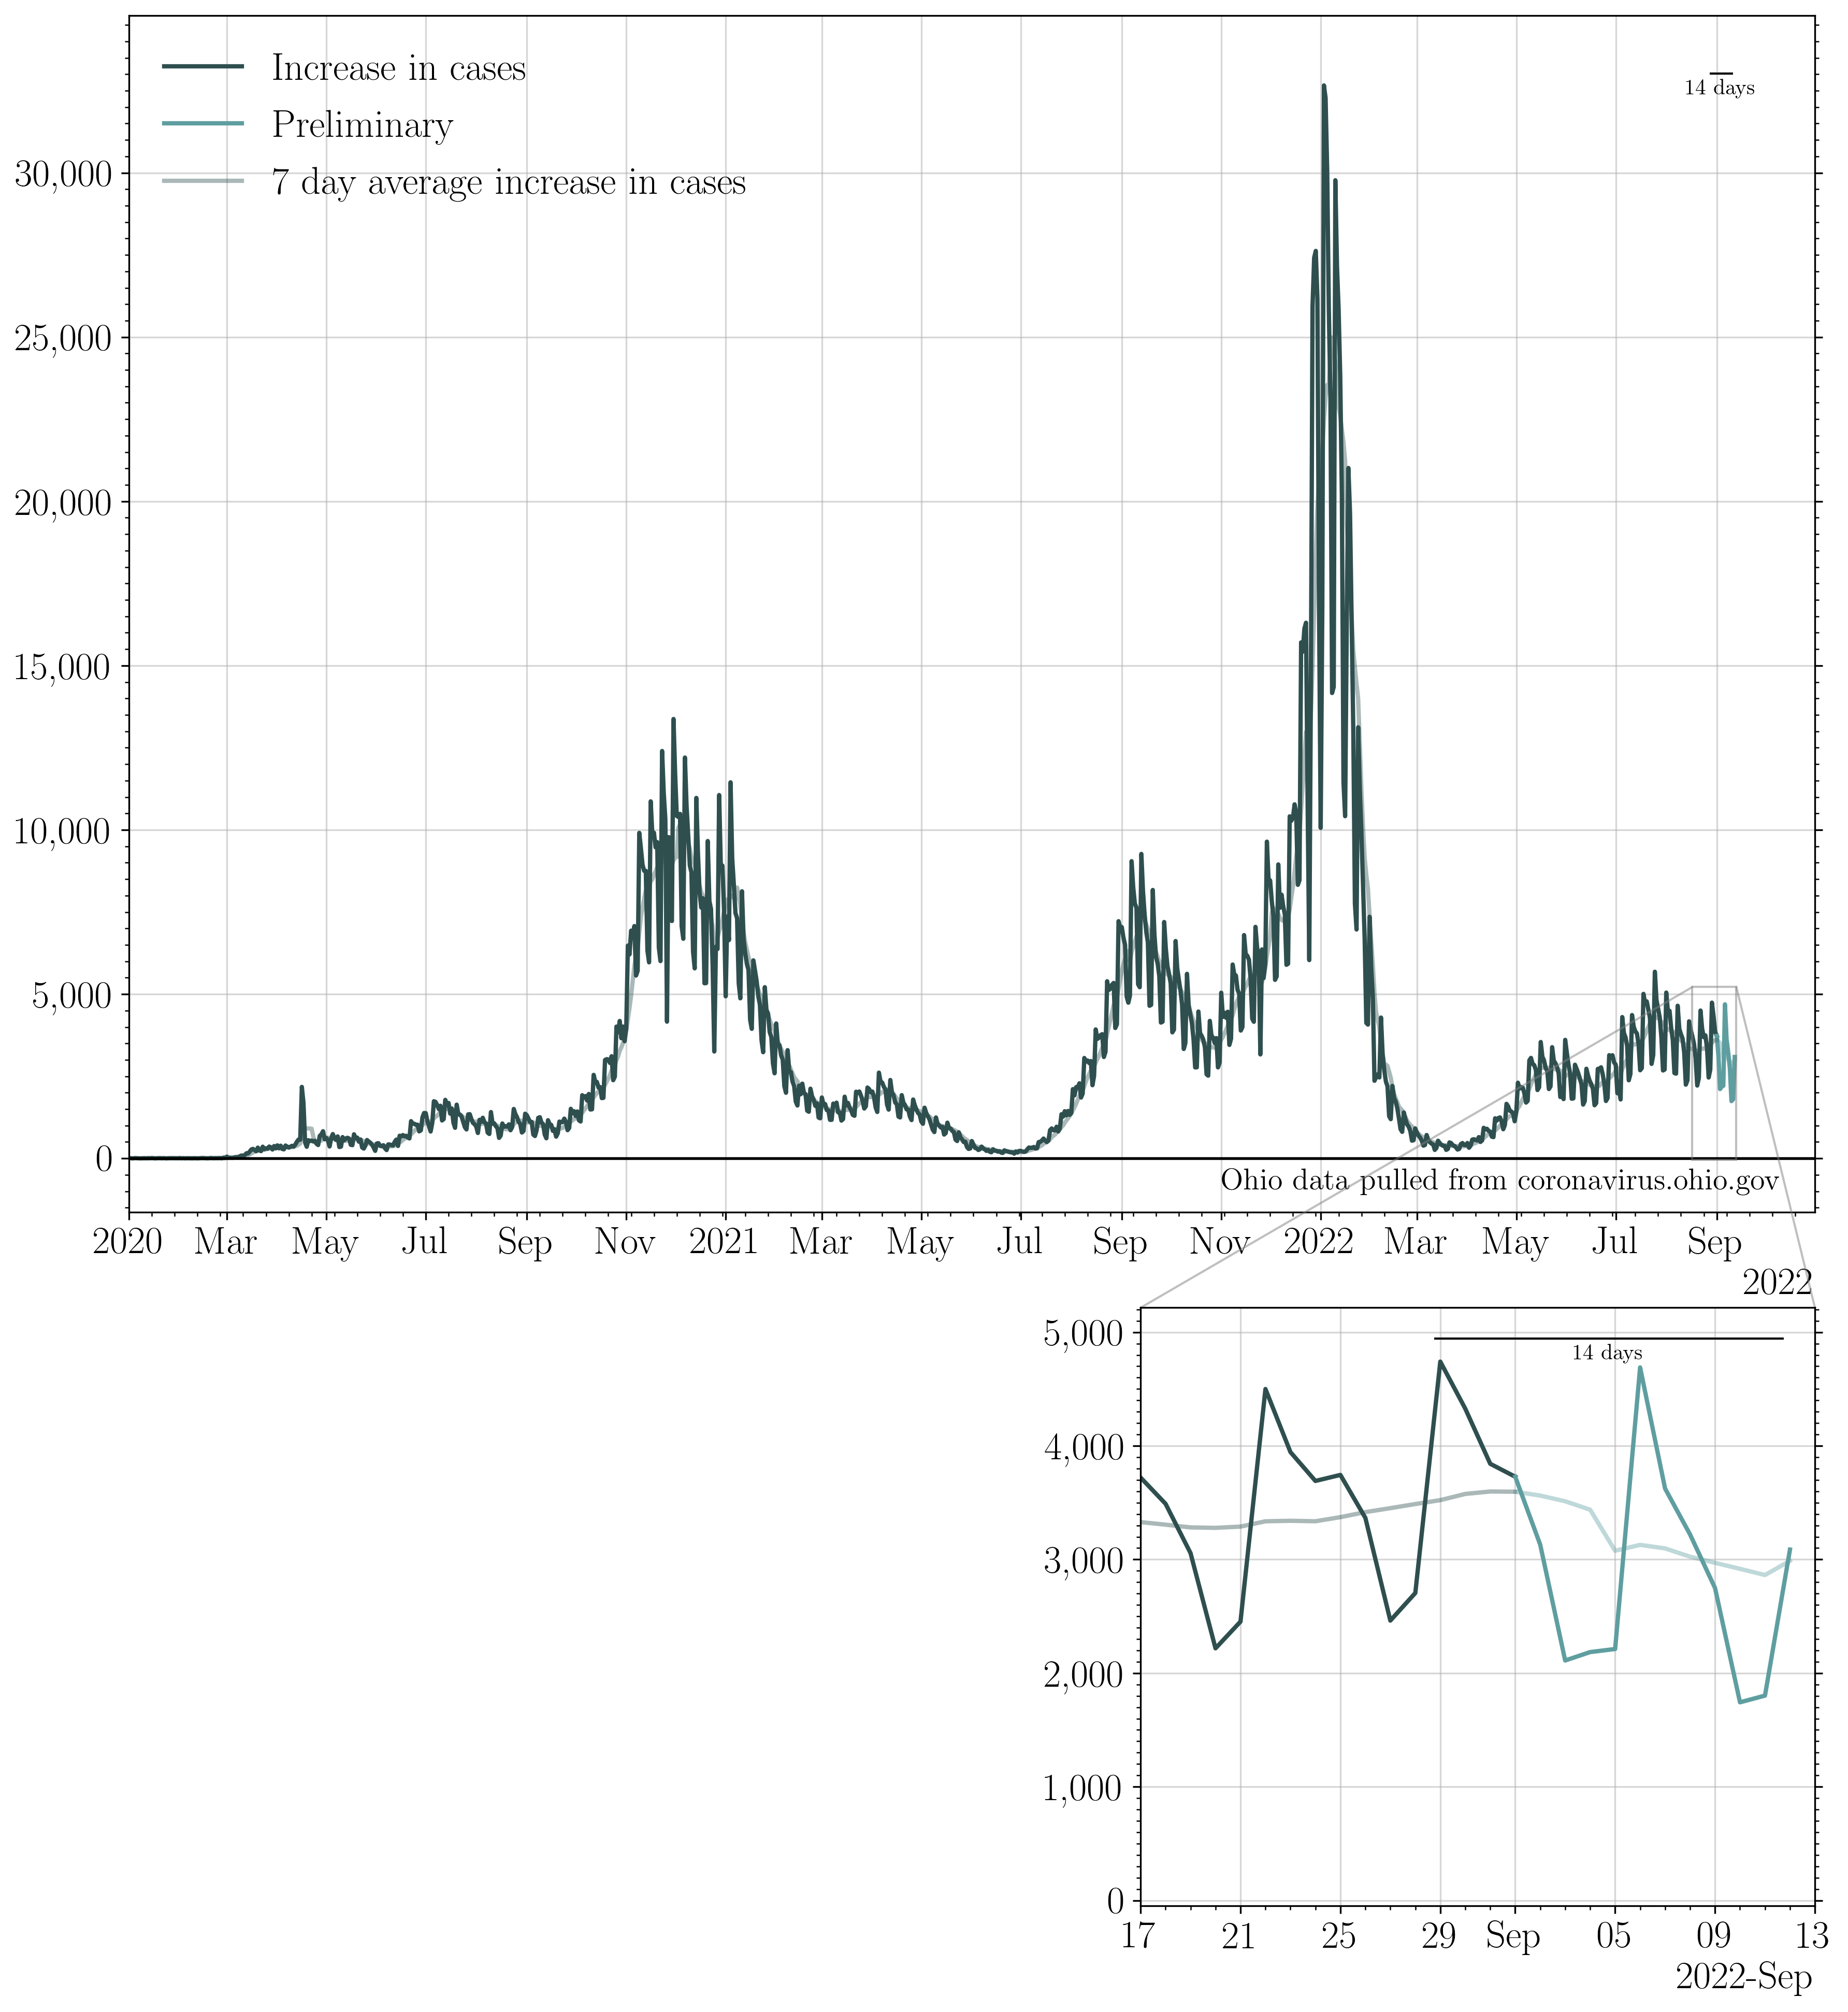 Increase in cases
Preliminary
7 day average increase in cases
14 days
30,000
25,000
20,000
15,000
10,000
5,000
0
Ohio data pulled from coronavirus.ohio.gov
2020 Mar May Jul Sep Nov 2021 Mar May Jul Sep Nov 2022 Mar May Jul Sep
2022
5,000
14 days
4,000
3,000
2,000
1,000
0
17 21 25 29 Sep 05 09 13
2022-Sep